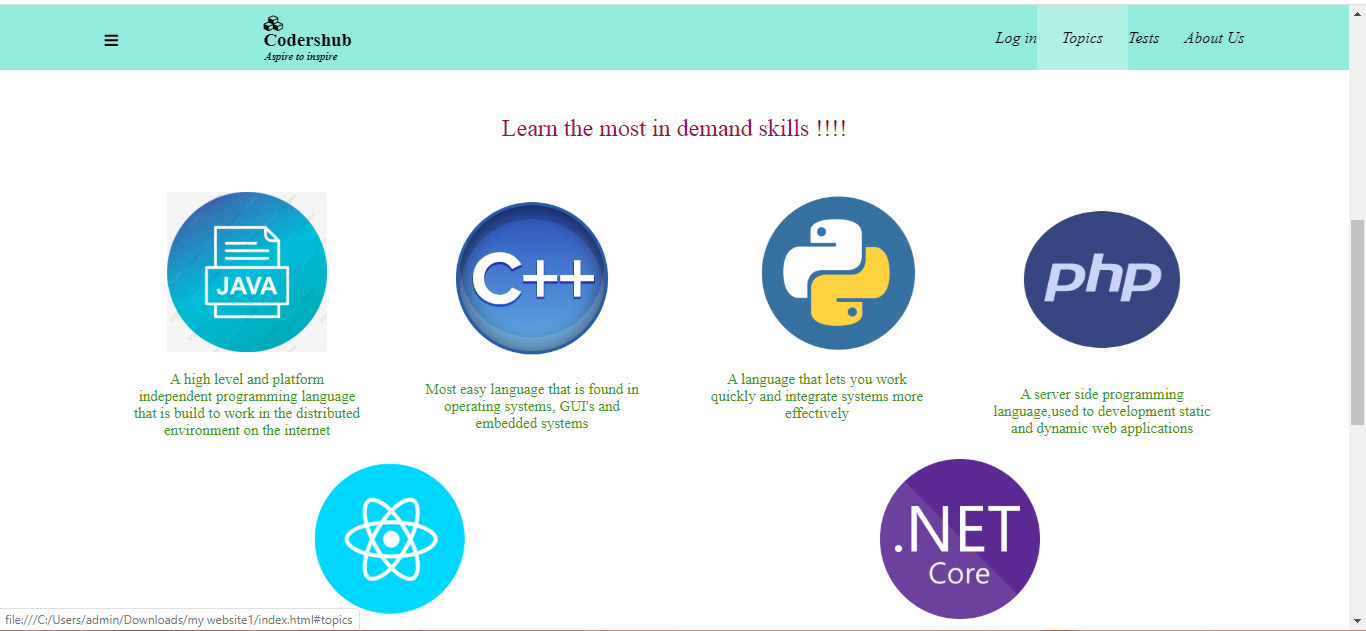 Codershub
Aspire to inspire
Log in Topics Tests About Us
Learn the most in demand skills !!!!
JAVA
C++
php
A high level and platform
independent programming language
that is build to work in the distributed
environment on the internet
Most easy language that is found in
operating systems, GUI's and
embedded systems
A language that lets you work
quickly and integrate systems more
effectively
A server side programming
language,used to development static
and dynamic web applications
.NET
Core
file:///C:/Users/admin/Downloads/my website1/index.html#topics